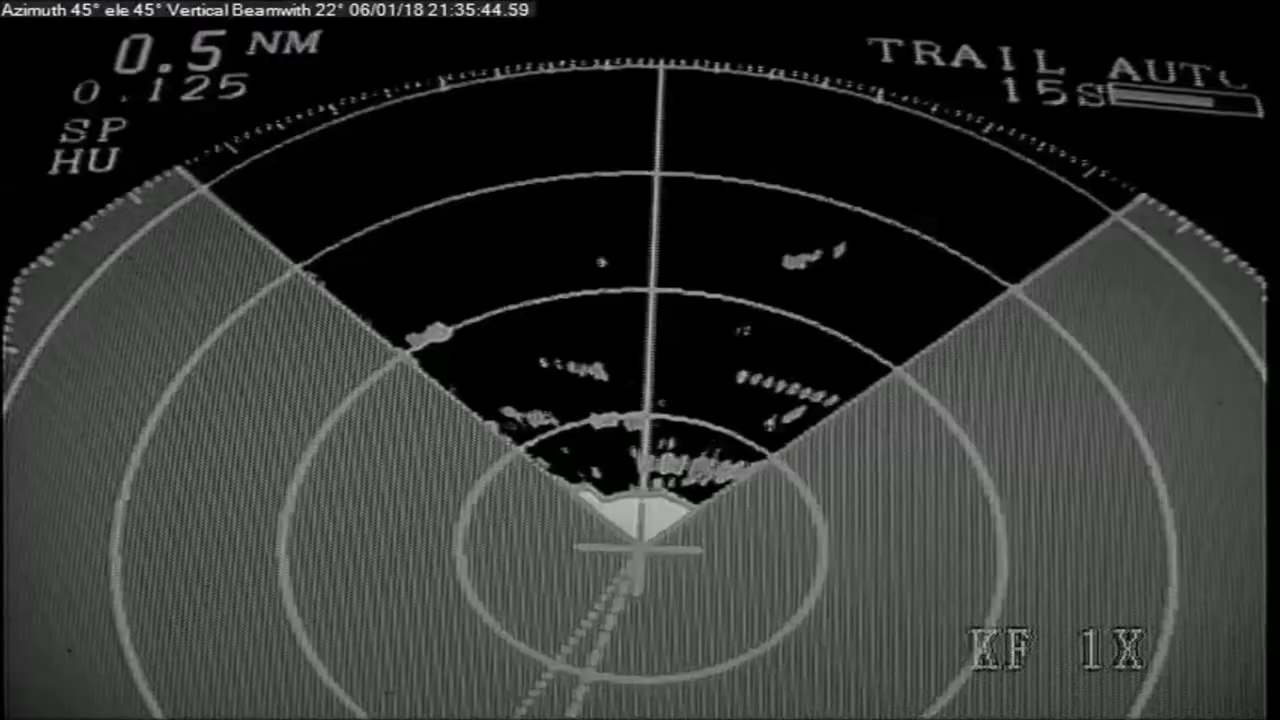 Azimuth 45° ele 45° Vertical Beamwith 22° 06/01/18 21:35:44.59
0.5 NM
0.125
SP
HU
TRAIL AUTO
15S
KF 1X